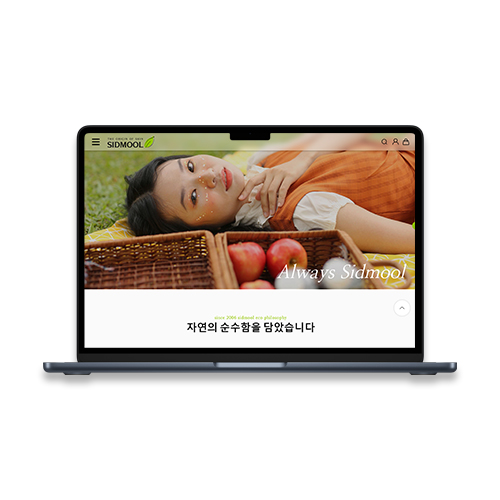 THE ORIGIN OF SKIN
SIDMOOL
Always Sidmool
since 2006 sidmool eco philosophy
자연의 순수함을 담았습니다